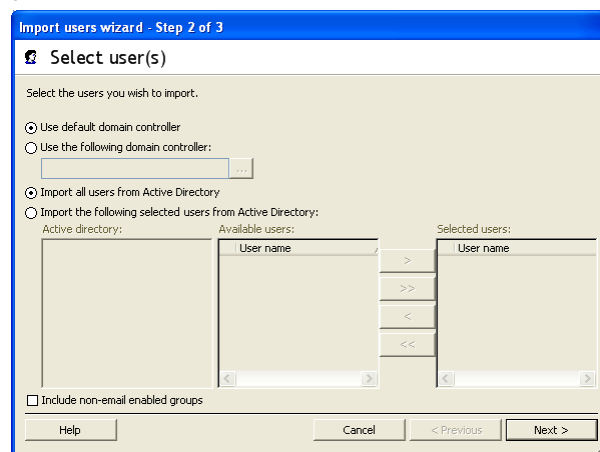 Import users wizard - Step 2 of 3
Select user(s)
Select the users you wish to import.
Use default domain controller
Use the following domain controller:
...
Import all users from Active Directory
Import the following selected users from Active Directory:
Active directory: Available users: Selected users:
User name User name
>
>>
<
<<
Include non-email enabled groups
Help Cancel < Previous Next >